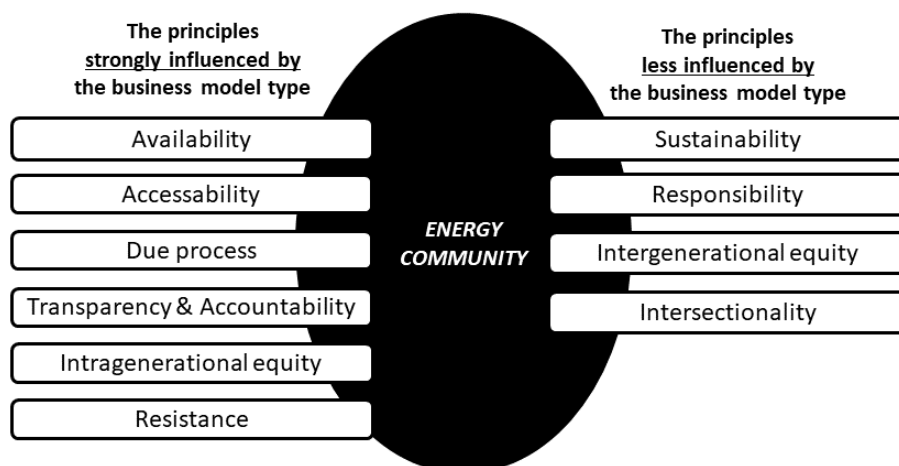 The principles
strongly influenced by
the business model type
Availability
Accessability
Due process
Transparency & Accountability
Intragenerational equity
Resistance
ENERGY
COMMUNITY
The principles
less influenced by
the business model type
Sustainability
Responsibility
Intergenerational equity
Intersectionality